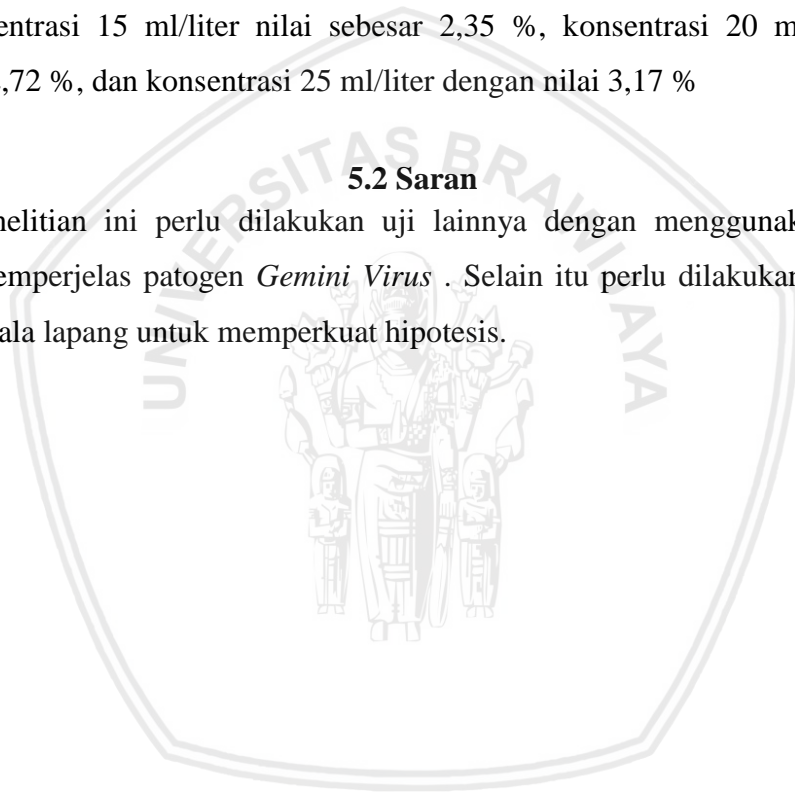 entrasi 15 ml/liter nilai sebesar 2,35 %, konsentrasi 20 m
,72 %, dan konsentrasi 25 ml/liter dengan nilai 3,17 %
5.2 Saran
nelitian ini perlu dilakukan uji lainnya dengan menggunak
emperjelas patogen Gemini Virus . Selain itu perlu dilakukan
ala lapang untuk memperkuat hipotesis.
UNIVERSITAS BRAWIJAYA